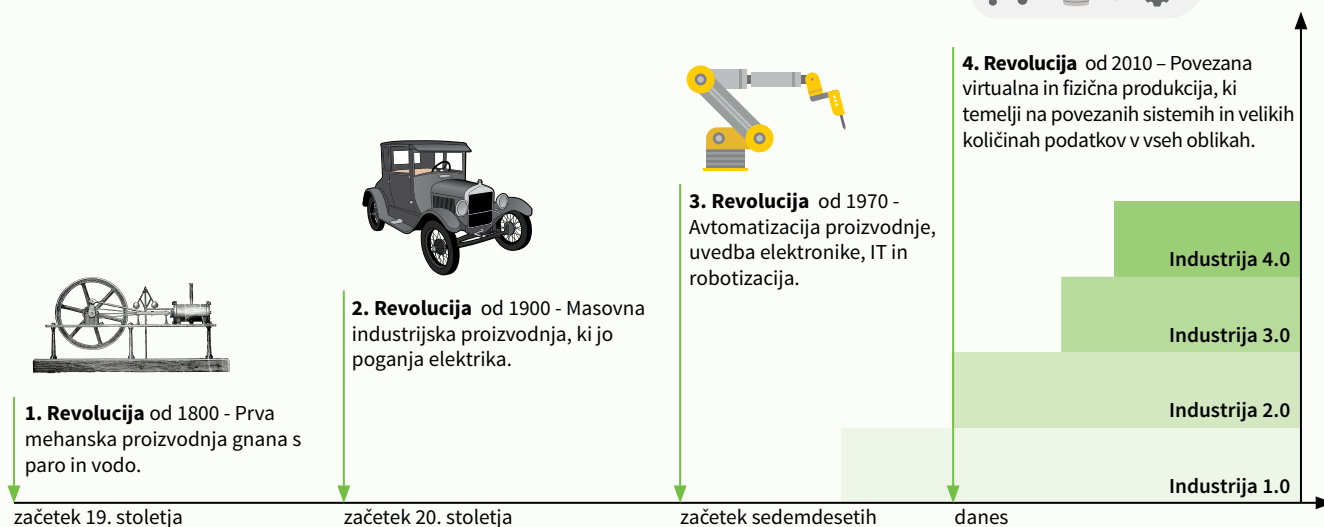 1. Revolucija od 1800 - Prva
mehanska proizvodnja gnana s
paro in vodo.
2. Revolucija od 1900 - Masovna
industrijska proizvodnja, ki jo
poganja elektrika.
3. Revolucija od 1970 -
Avtomatizacija proizvodnje,
uvedba elektronike, IT in
robotizacija.
4. Revolucija od 2010 – Povezana
virtualna in fizična produkcija, ki
temelji na povezanih sistemih in velikih
količinah podatkov v vseh oblikah.
Industrija 4.0
Industrija 3.0
Industrija 2.0
Industrija 1.0
začetek 19. stoletja
začetek 20. stoletja
začetek sedemdesetih
danes